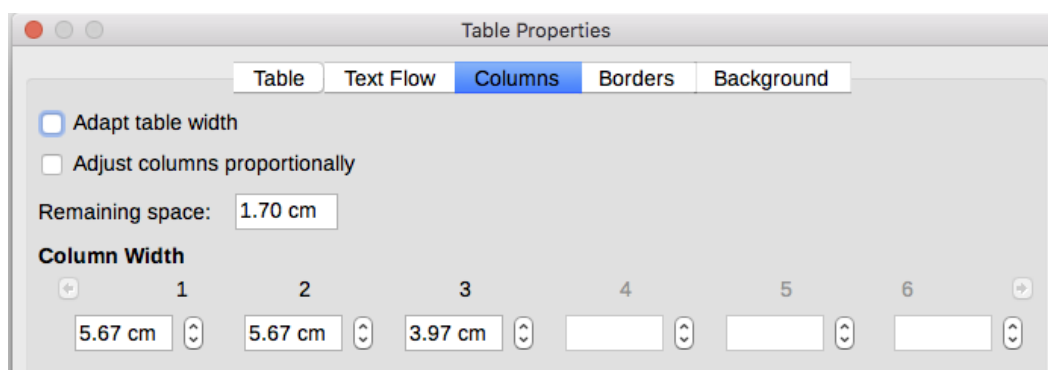 Table Properties
Table Text Flow Columns Borders Background
Adapt table width
Adjust columns proportionally
Remaining space: 1.70 cm
Column Width
1 2 3 4 5 6
5.67 cm 5.67 cm 3.97 cm